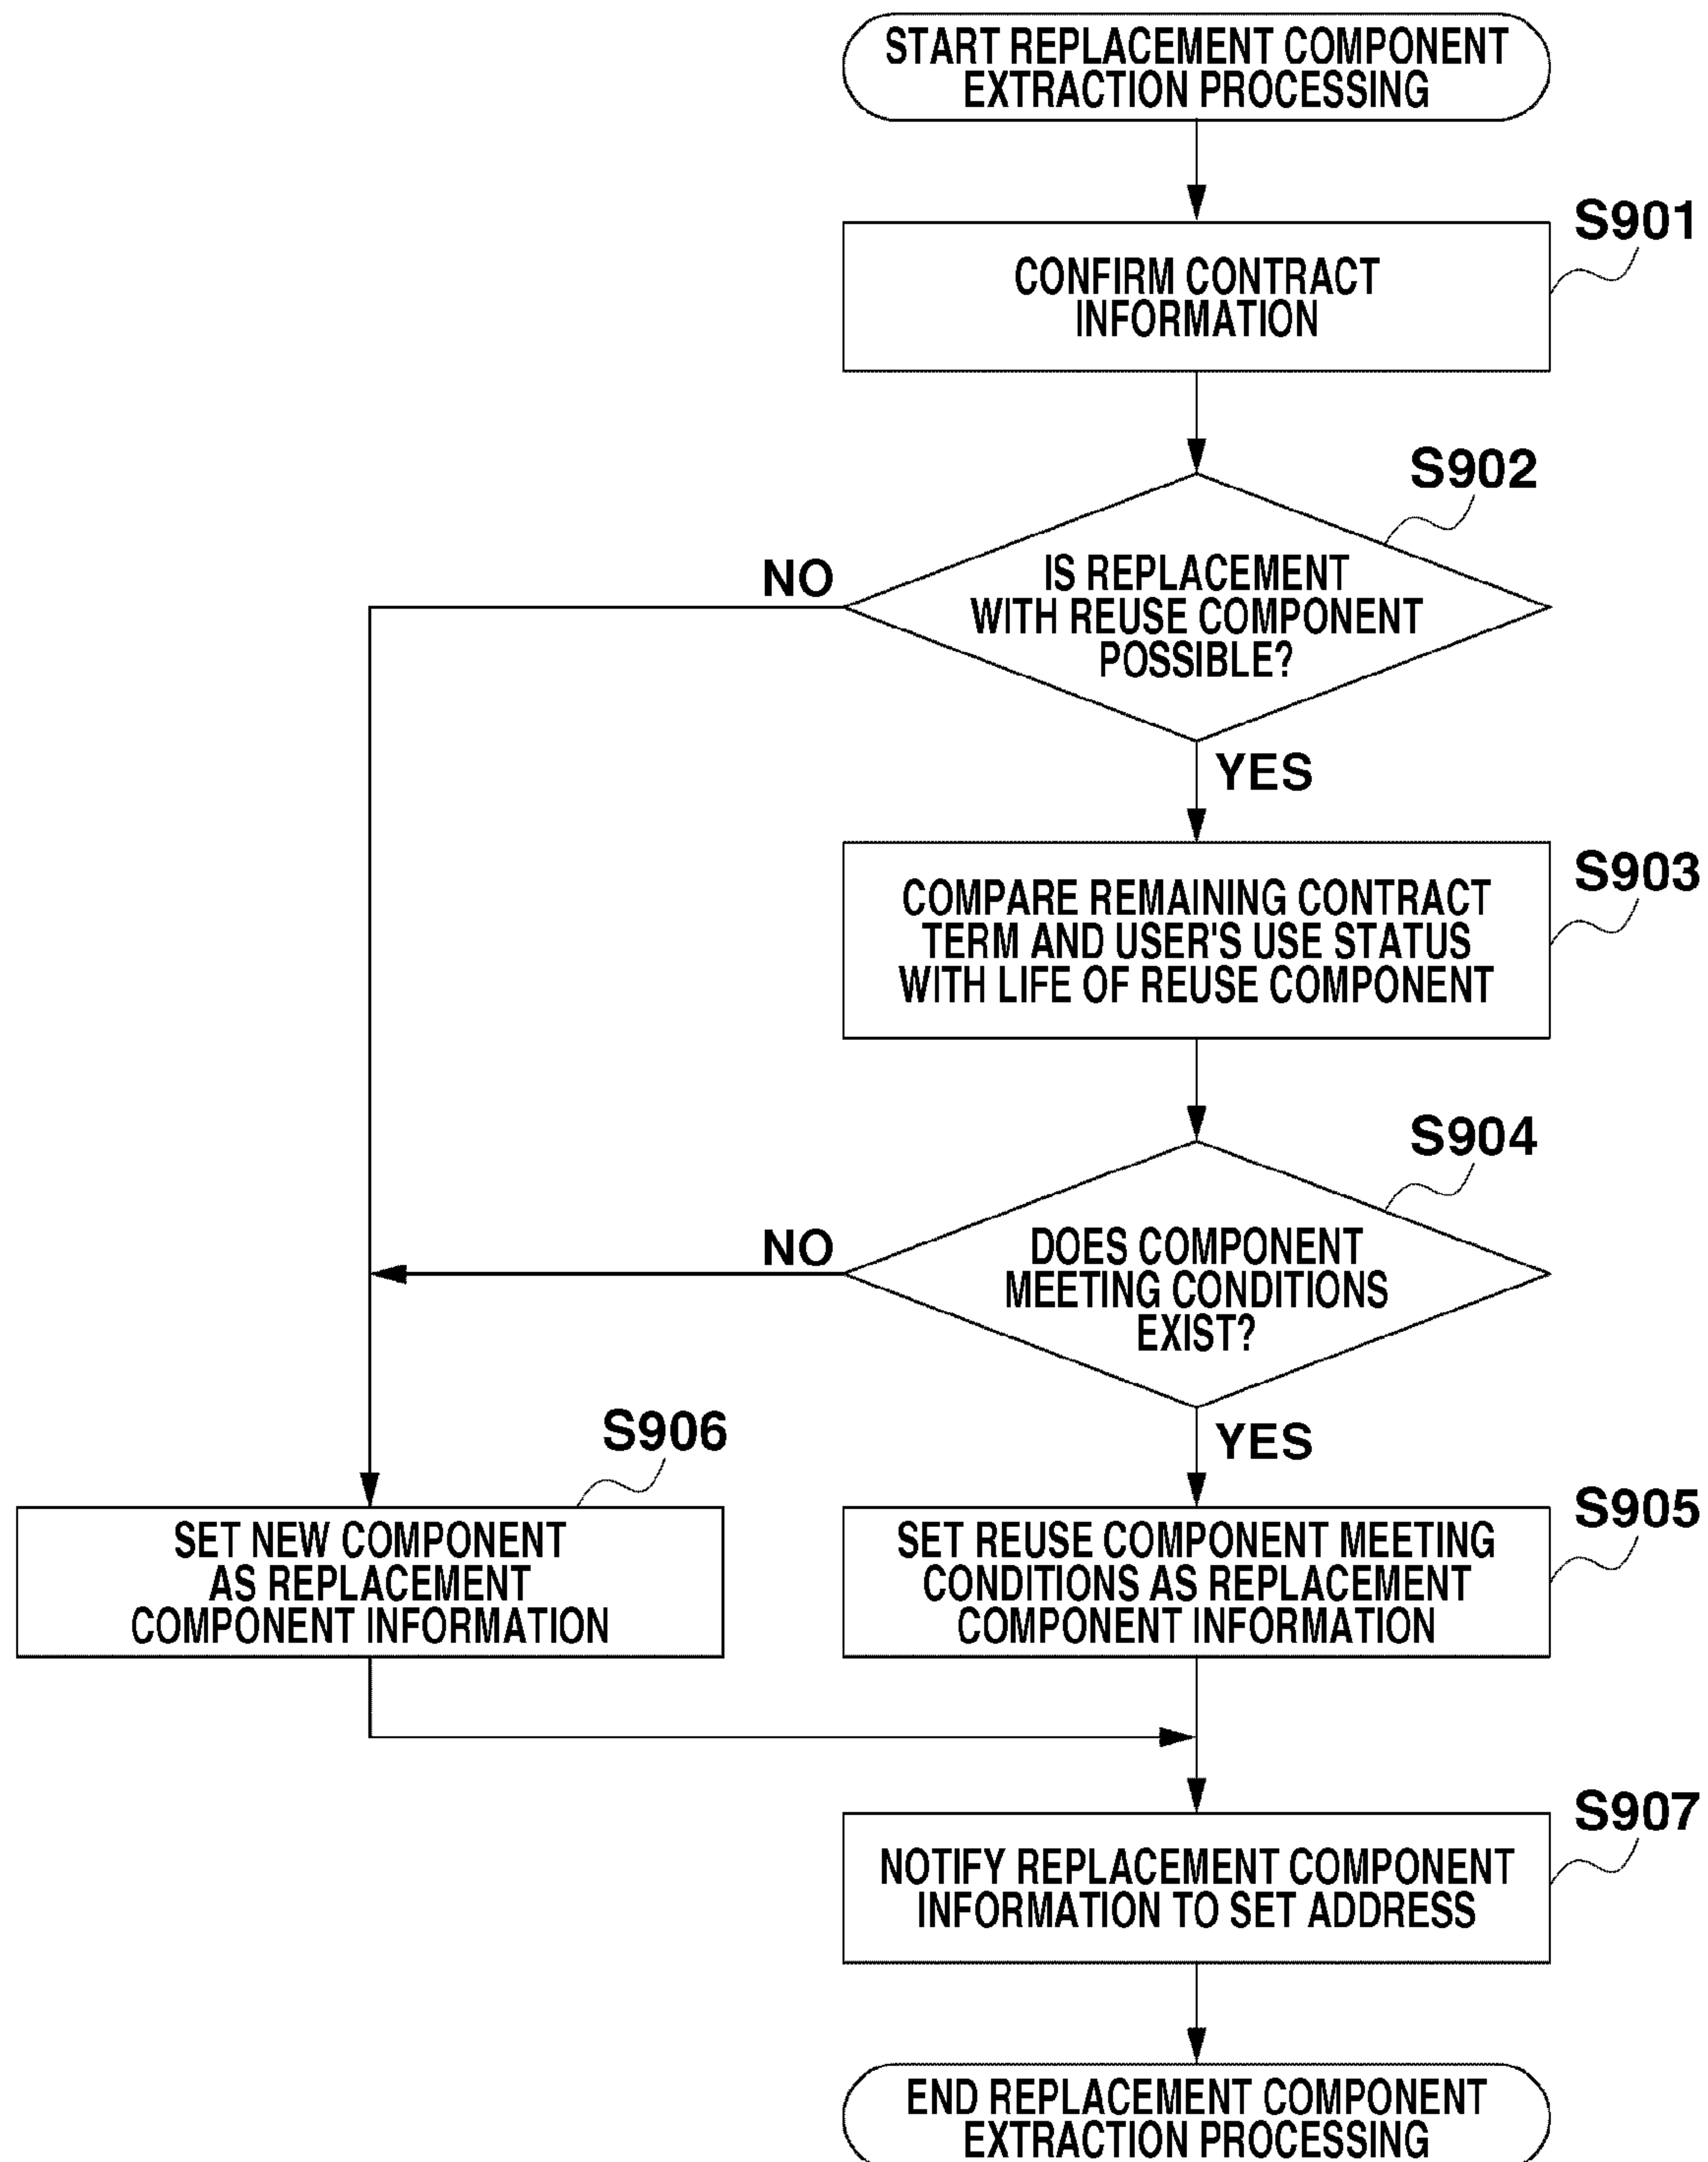 START REPLACEMENT COMPONENT
EXTRACTION PROCESSING
S901
CONFIRM CONTRACT
INFORMATION
S902
NO
IS REPLACEMENT
WITH REUSE COMPONENT
POSSIBLE?
YES
S903
COMPARE REMAINING CONTRACT
TERM AND USER'S USE STATUS
WITH LIFE OF REUSE COMPONENT
S904
NO
DOES COMPONENT
MEETING CONDITIONS
EXIST?
YES
S906
SET NEW COMPONENT
AS REPLACEMENT
COMPONENT INFORMATION
S905
SET REUSE COMPONENT MEETING
CONDITIONS AS REPLACEMENT
COMPONENT INFORMATION
S907
NOTIFY REPLACEMENT COMPONENT
INFORMATION TO SET ADDRESS
END REPLACEMENT COMPONENT
EXTRACTION PROCESSING